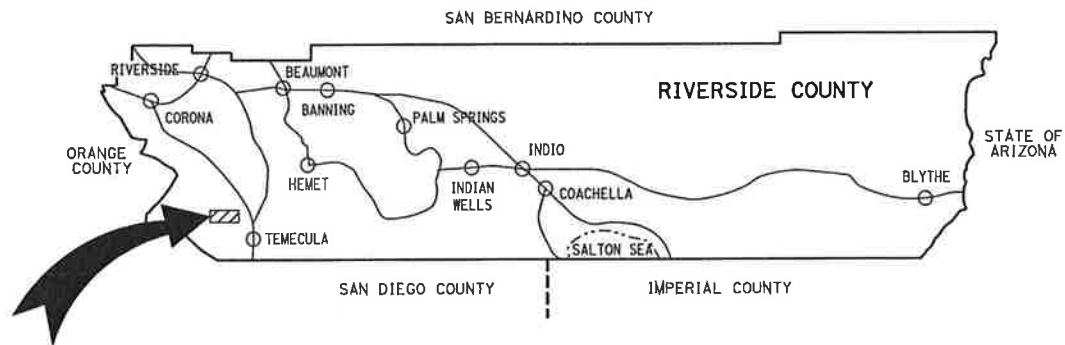 SAN BERNARDINO COUNTY
RIVERSIDE
BEAUMONT
RIVERSIDE COUNTY
CORONA
BANNING
PALM SPRINGS
STATE OF
ARIZONA
ORANGE
COUNTY
INDIO
HEMET
INDIAN
WELLS
COACHELLA
BLYTHE
TEMECULA
SALTON SEA
SAN DIEGO COUNTY
IMPERIAL COUNTY